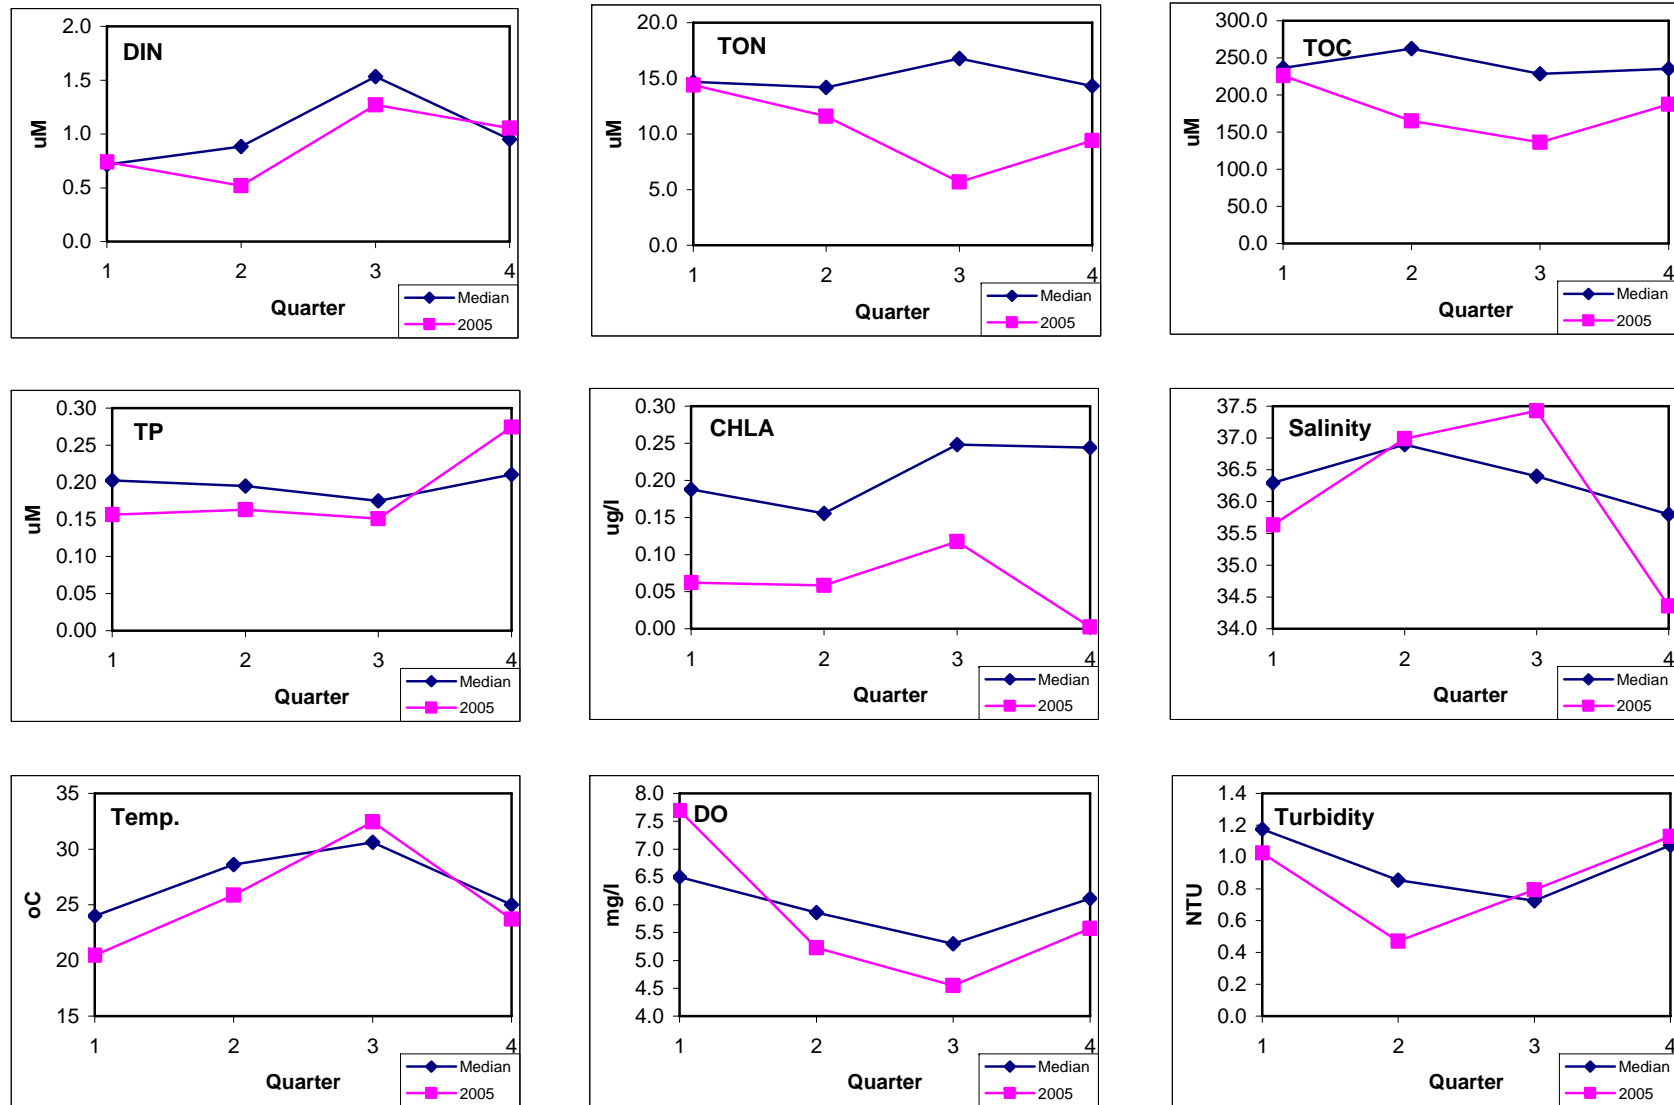 DIN
uM
2.0
1.5
1.0
0.5
0.0
1 2 3 4
Quarter
Median
2005
TON
uM
20.0
15.0
10.0
5.0
0.0
1 2 3 4
Quarter
Median
2005
TOC
uM
300.0
250.0
200.0
150.0
100.0
50.0
0.0
1 2 3 4
Quarter
Median
2005
TP
uM
0.30
0.25
0.20
0.15
0.10
0.05
0.00
1 2 3 4
Quarter
Median
2005
CHLA
ug/l
0.30
0.25
0.20
0.15
0.10
0.05
0.00
1 2 3 4
Quarter
Median
2005
Salinity
37.5
37.0
36.5
36.0
35.5
35.0
34.5
34.0
1 2 3 4
Quarter
Median
2005
Temp.
oC
35
30
25
20
15
1 2 3 4
Quarter
Median
2005
DO
mg/l
8.0
7.5
7.0
6.5
6.0
5.5
5.0
4.5
4.0
1 2 3 4
Quarter
Median
2005
Turbidity
NTU
1.4
1.2
1.0
0.8
0.6
0.4
0.2
0.0
1 2 3 4
Quarter
Median
2005